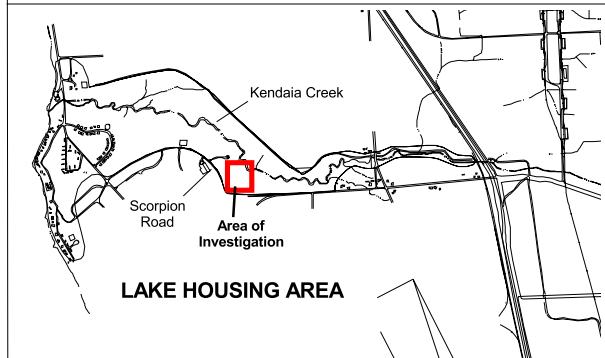 Kendaia Creek
Scorpion
Road
Area of
Investigation
LAKE HOUSING AREA